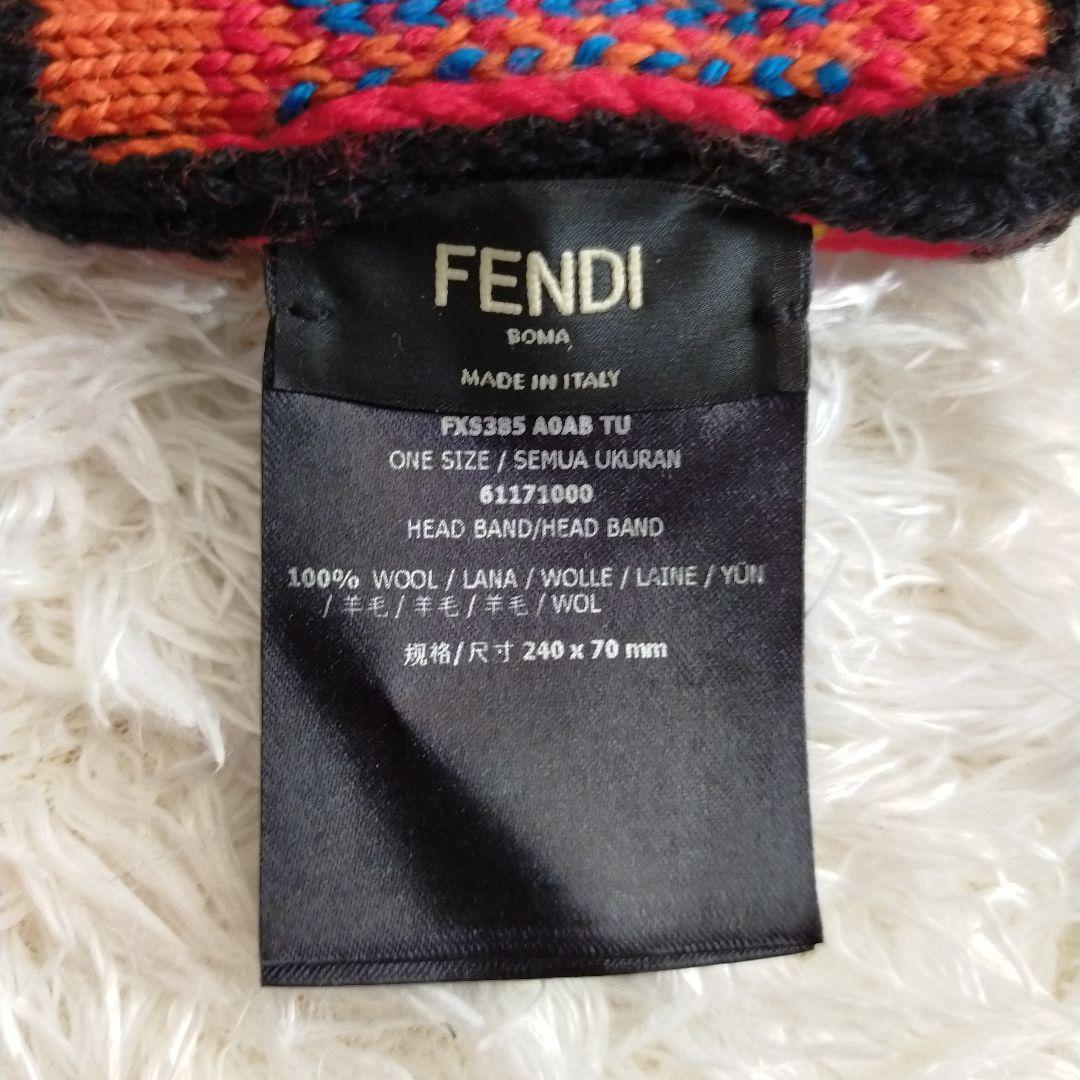 FENDI
ROMA
MADE IN ITALY
FXS385 A0AB TU
ONE SIZE / SEMUA UKURAN
61171000
HEAD BAND/HEAD BAND
100% WOOL / LANA / WOLLE / LAINE / YÜN
/ 羊毛 / 羊毛 / 羊毛 / WOL
规格/尺寸 240 x 70 mm